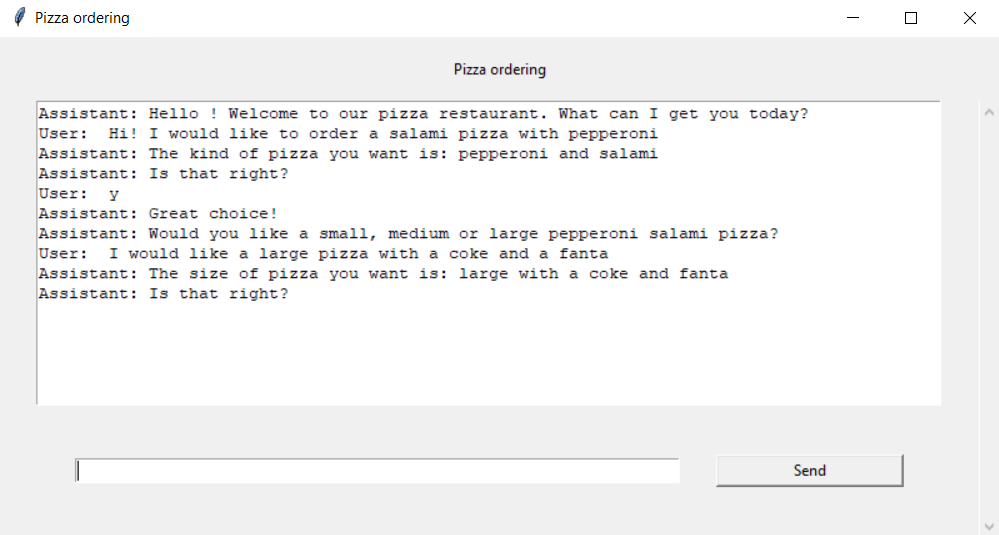 Pizza ordering
Pizza ordering
Assistant: Hello ! Welcome to our pizza restaurant. What can I get you today?
User:  Hi! I would like to order a salami pizza with pepperoni
Assistant: The kind of pizza you want is: pepperoni and salami
Assistant: Is that right?
User:  y
Assistant: Great choice!
Assistant: Would you like a small, medium or large pepperoni salami pizza?
User:  I would like a large pizza with a coke and a fanta
Assistant: The size of pizza you want is: large with a coke and fanta
Assistant: Is that right?
Send